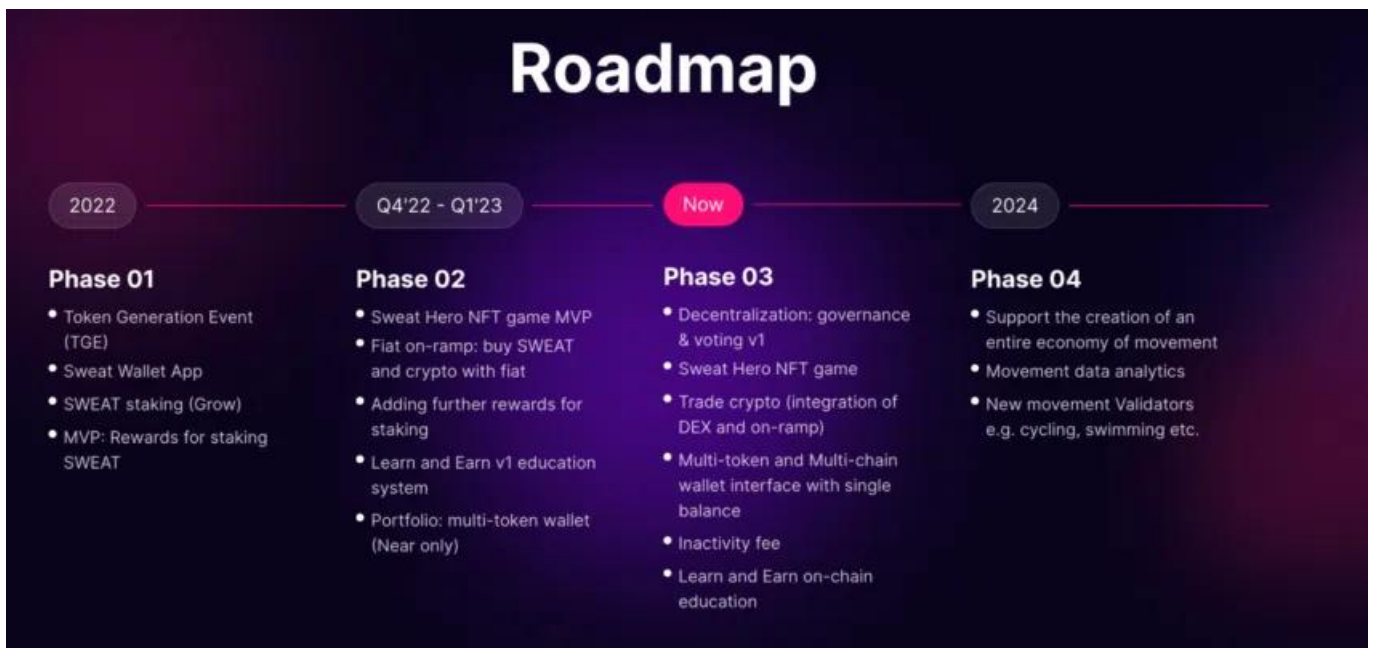 Roadmap
2022
Q4'22 - Q1'23
Now
2024
Phase 01
• Token Generation Event
(TGE)
• Sweat Wallet App
• SWEAT staking (Grow)
• MVP: Rewards for staking
SWEAT
Phase 02
• Sweat Hero NFT game MVP
• Fiat on-ramp: buy SWEAT
and crypto with fiat
• Adding further rewards for
staking
• Learn and Earn v1 education
system
• Portfolio: multi-token wallet
(Near only)
Phase 03
• Decentralization: governance
& voting v1
• Sweat Hero NFT game
• Trade crypto (integration of
DEX and on-ramp)
• Multi-token and Multi-chain
wallet interface with single
balance
• Inactivity fee
• Learn and Earn on-chain
education
Phase 04
• Support the creation of an
entire economy of movement
• Movement data analytics
• New movement Validators
e.g. cycling, swimming etc.